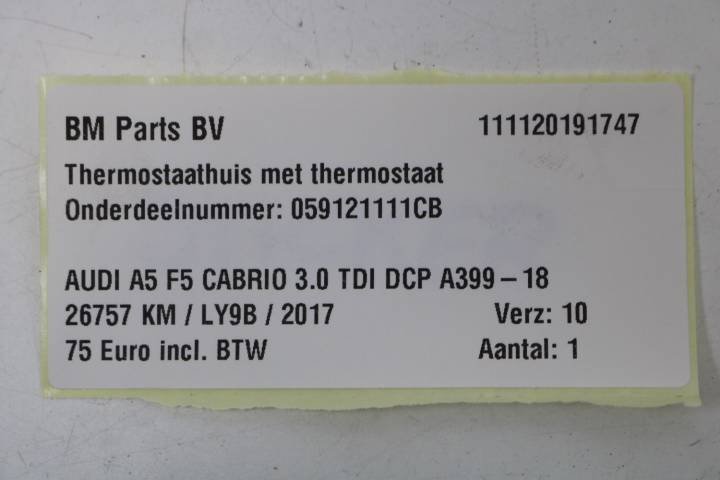 BM Parts BV 111120191747
Thermostaathuis met thermostaat
Onderdeelnummer: 059121111CB
AUDI A5 F5 CABRIO 3.0 TDI DCP A399 – 18
26757 KM / LY9B / 2017 Verz: 10
75 Euro incl. BTW Aantal: 1